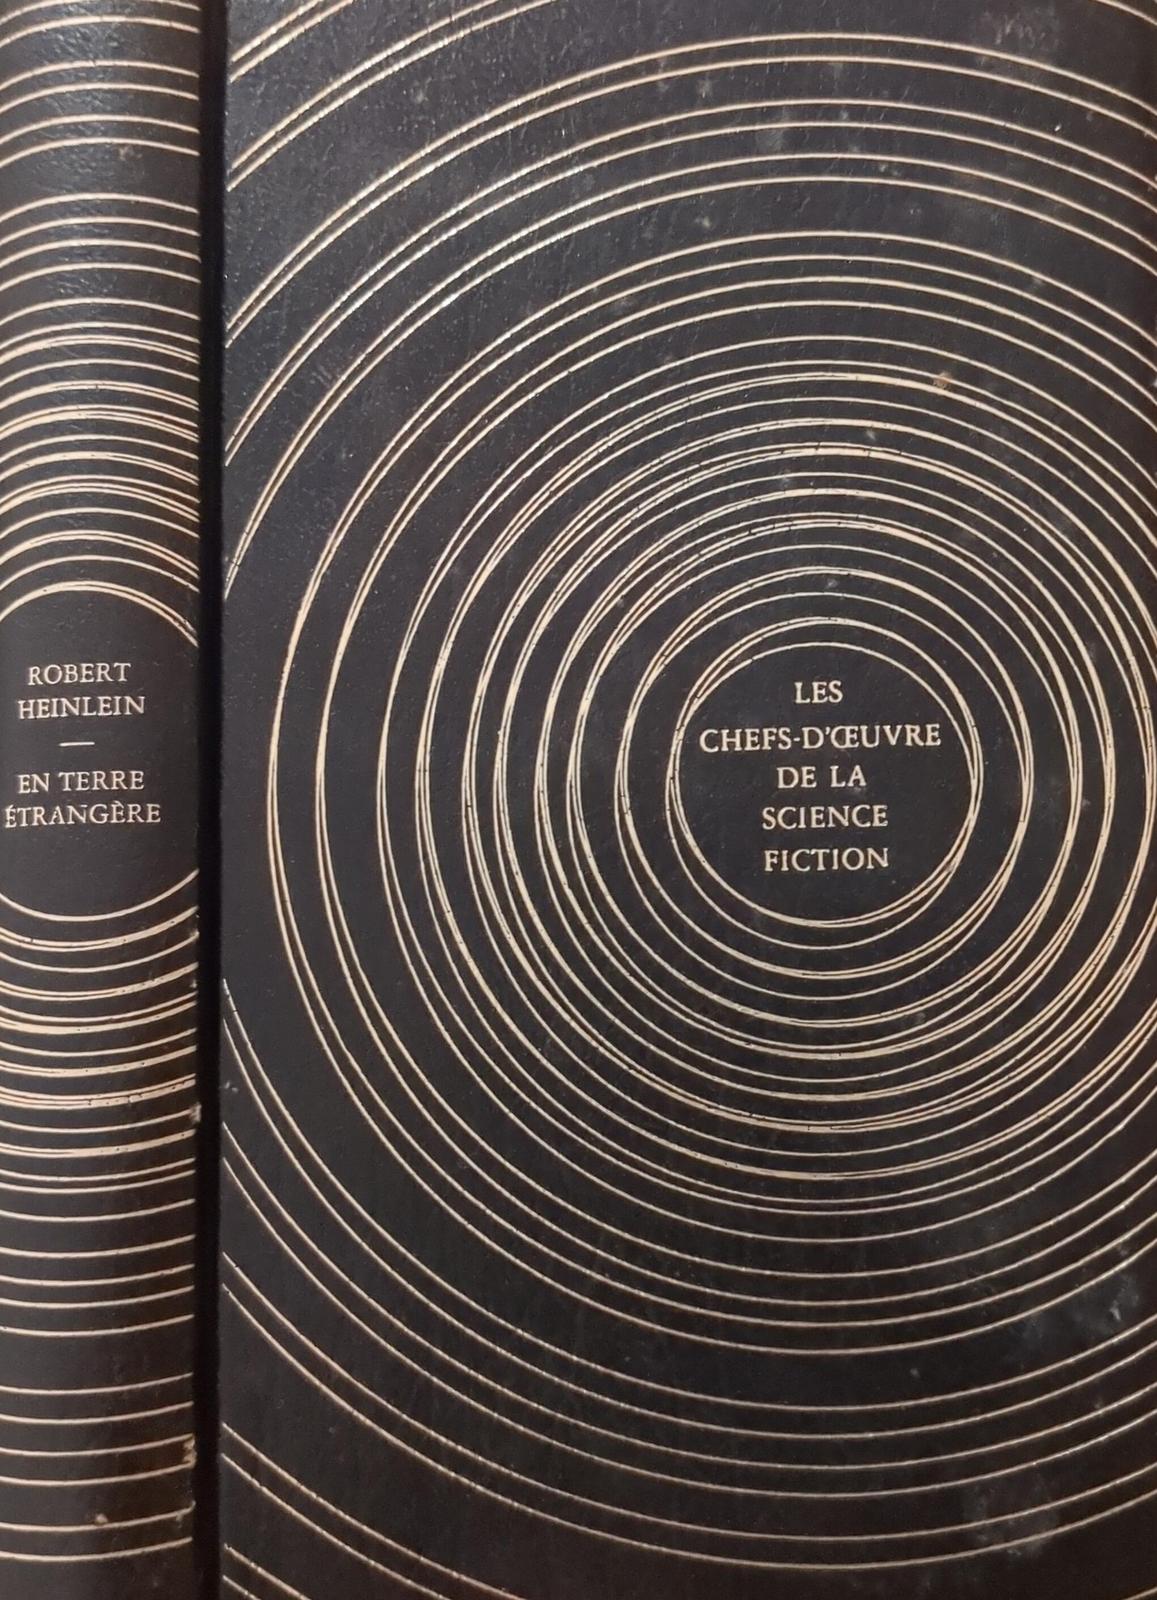 ROBERT
HEINLEIN
—
EN TERRE
ÉTRANGÈRE
LES
CHEFS-D'ŒUVRE
DE LA
SCIENCE
FICTION